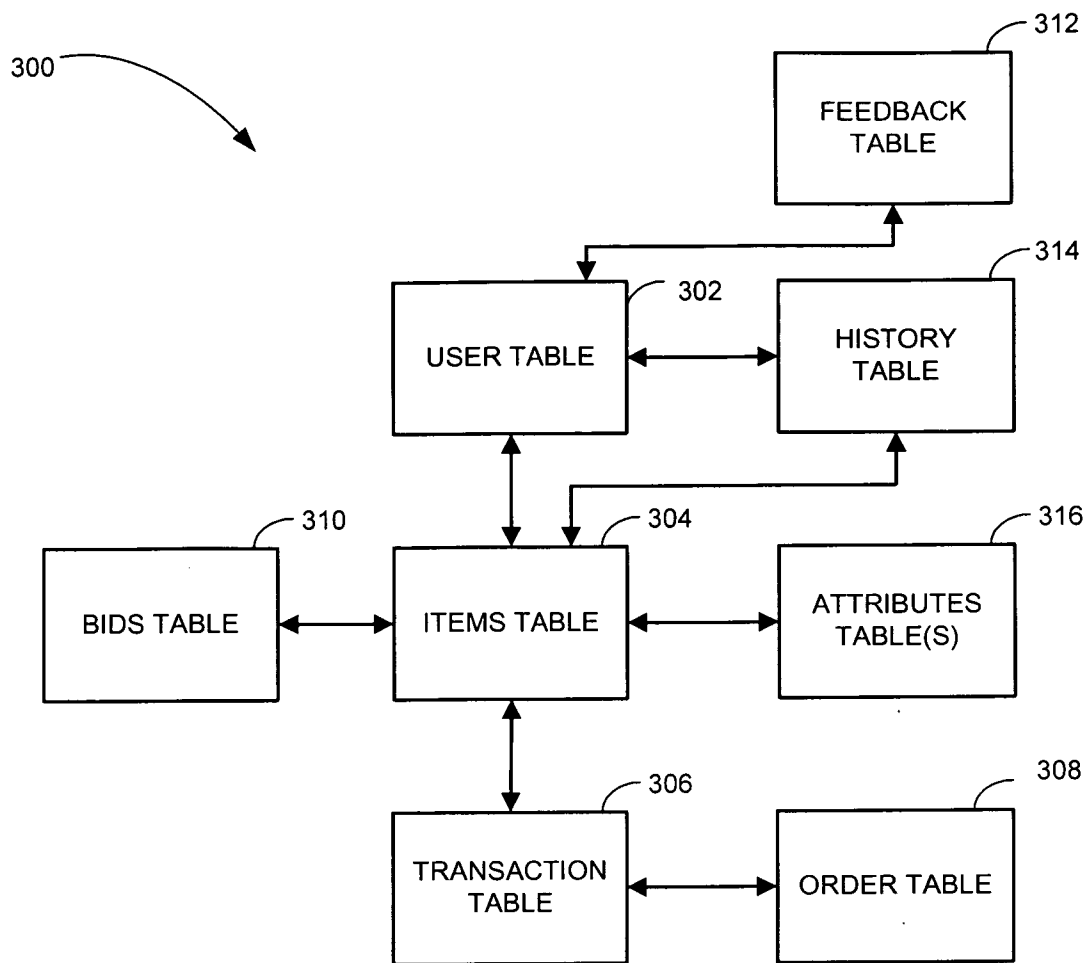 312
300
FEEDBACK
TABLE
314
302
USER TABLE
HISTORY
TABLE
310
304
316
BIDS TABLE
ITEMS TABLE
ATTRIBUTES
TABLE(S)
306
308
TRANSACTION
TABLE
ORDER TABLE